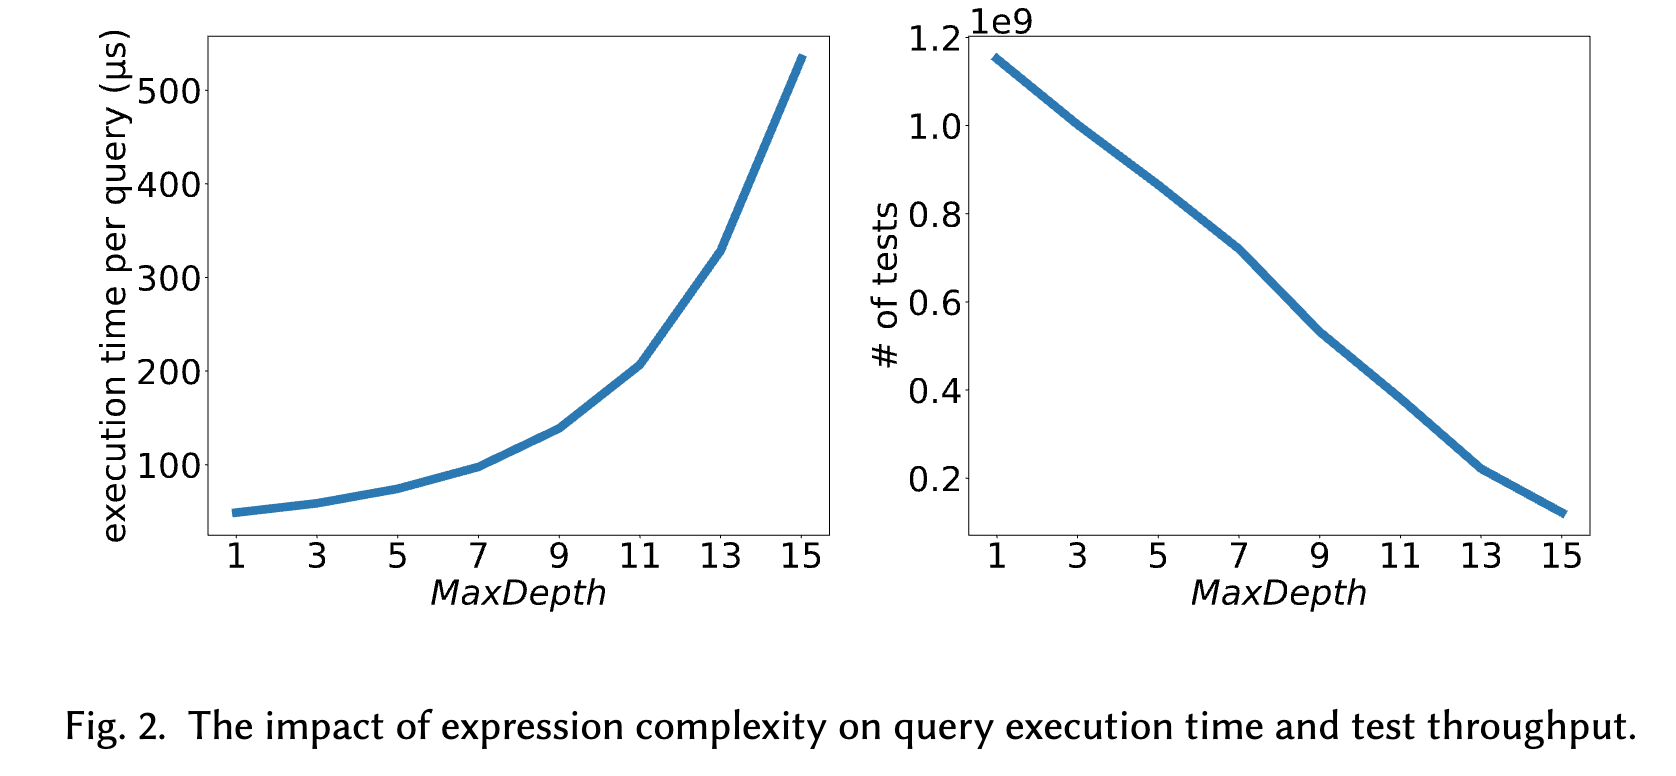 execution time per query (µs)
500
400
300
200
100
1 3 5 7 9 11 13 15
MaxDepth
1e9
# of tests
1.2
1.0
0.8
0.6
0.4
0.2
1 3 5 7 9 11 13 15
MaxDepth
Fig. 2. The impact of expression complexity on query execution time and test throughput.